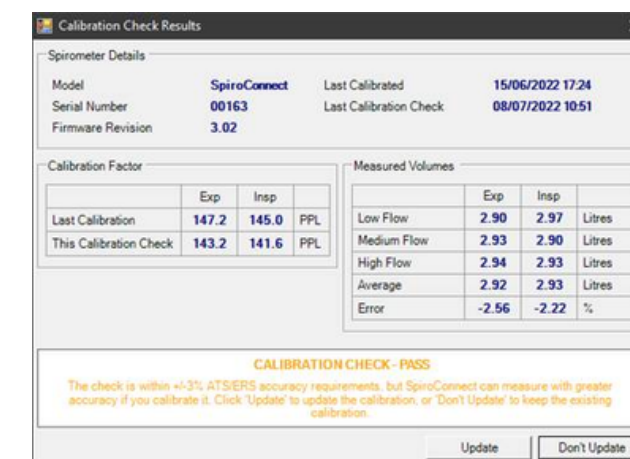 Calibration Check Results
Spirometer Details
Model SpiroConnect Last Calibrated 15/06/2022 17:24
Serial Number 00163 Last Calibration Check 08/07/2022 10:51
Firmware Revision 3.02
Calibration Factor
Exp Insp
Last Calibration 147.2 145.0 PPL
This Calibration Check 143.2 141.6 PPL
Measured Volumes
Exp Insp
Low Flow 2.90 2.97 Litres
Medium Flow 2.93 2.90 Litres
High Flow 2.94 2.93 Litres
Average 2.92 2.93 Litres
Error -2.56 -2.22 %
CALIBRATION CHECK - PASS
The check is within +/-3% ATS/ERS accuracy requirements, but SpiroConnect can measure with greater
accuracy if you calibrate it. Click 'Update' to update the calibration, or 'Don't Update' to keep the existing
calibration.
Update Don't Update